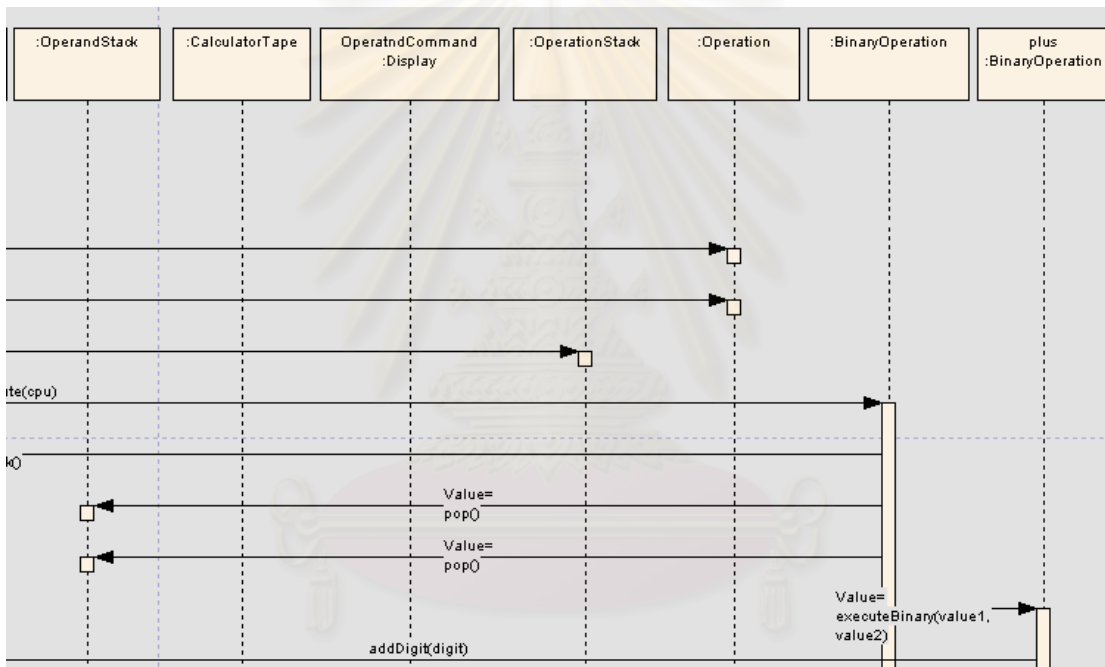 :OperandStack
:CalculatorTape
OperatndCommand
:Display
:OperationStack
:Operation
:BinaryOperation
plus
:BinaryOperation
ute(cpu)
k()
Value=
pop()
Value=
pop()
Value=
executeBinary(value1,
value2)
addDigit(digit)